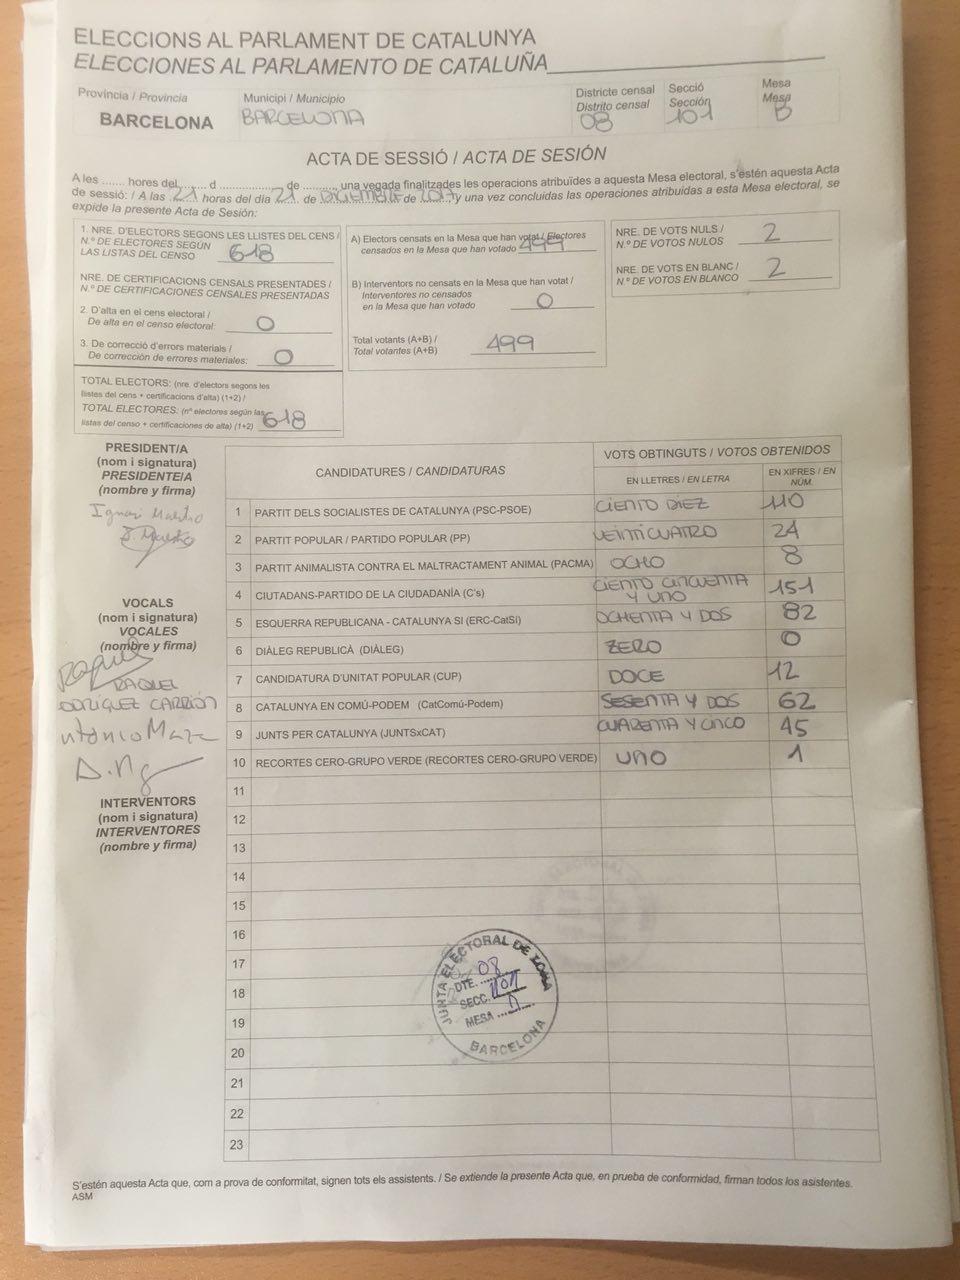 ELECCIONS AL PARLAMENT DE CATALUNYA
ELECCIONES AL PARLAMENTO DE CATALUÑA
Província / Provincia
BARCELONA
Municipi / Municipio
BARCELONA
Districte censal
Distrito censal
08
Secció
Sección
101
Mesa
Mesa
B
ACTA DE SESSIÓ / ACTA DE SESIÓN
A les ....... hores del ....... d ................. de .........., una vegada finalitzades les operacions atribuïdes a aquesta Mesa electoral, s'estén aquesta Acta
de sessió: / A las 21 horas del día 21 de DICIEMBRE de 2017 y una vez concluidas las operaciones atribuidas a esta Mesa electoral, se
expide la presente Acta de Sesión:
1. NRE. D'ELECTORS SEGONS LES LLISTES DEL CENS /
N.º DE ELECTORES SEGÚN
LAS LISTAS DEL CENSO 618
NRE. DE CERTIFICACIONS CENSALS PRESENTADES /
N.º DE CERTIFICACIONES CENSALES PRESENTADAS
2. D'alta en el cens electoral /
De alta en el censo electoral: 0
3. De correcció d'errors materials /
De corrección de errores materiales: 0
TOTAL ELECTORS: (nre. d'electors segons les
llistes del cens + certificacions d'alta) (1+2) /
TOTAL ELECTORES: (nº electores según las
listas del censo + certificaciones de alta) (1+2) 618
A) Electors censats en la Mesa que han votat / Electores
censados en la Mesa que han votado 499
B) Interventors no censats en la Mesa que han votat /
Interventores no censados
en la Mesa que han votado 0
Total votants (A+B) /
Total votantes (A+B) 499
NRE. DE VOTS NULS /
N.º DE VOTOS NULOS 2
NRE. DE VOTS EN BLANC /
N.º DE VOTOS EN BLANCO 2
PRESIDENT/A
(nom i signatura)
PRESIDENTE/A
(nombre y firma)
Ignasi Maestro
VOCALS
(nom i signatura)
VOCALES
(nombre y firma)
Raquel
RAQUEL
CARRIÓN
INTERVENTORS
(nom i signatura)
INTERVENTORES
(nombre y firma)
CANDIDATURES / CANDIDATURAS
VOTS OBTINGUTS / VOTOS OBTENIDOS
EN LLETRES / EN LETRA
EN XIFRES / EN
NÚM.
1 PARTIT DELS SOCIALISTES DE CATALUNYA (PSC-PSOE) CIENTO DIEZ 110
2 PARTIT POPULAR / PARTIDO POPULAR (PP) VEINTICUATRO 24
3 PARTIT ANIMALISTA CONTRA EL MALTRACTAMENT ANIMAL (PACMA) OCHO 8
4 CIUTADANS-PARTIDO DE LA CIUDADANÍA (C's) CIENTO CINCUENTA
Y UNO 151
5 ESQUERRA REPUBLICANA - CATALUNYA SI (ERC-CatSí) OCHENTA Y DOS 82
6 DIÀLEG REPUBLICÀ (DIÀLEG) ZERO 0
7 CANDIDATURA D'UNITAT POPULAR (CUP) DOCE 12
8 CATALUNYA EN COMÚ-PODEM (CatComú-Podem) SESENTA Y DOS 62
9 JUNTS PER CATALUNYA (JUNTSxCAT) CUARENTA Y CINCO 45
10 RECORTES CERO-GRUPO VERDE (RECORTES CERO-GRUPO VERDE) UNO 1
11
12
13
14
15
16
17
18
19
20
21
22
23
JUNTA ELECTORAL DE ZONA
DTE. 08
SECC. 101
MESA
BARCELONA
S'estén aquesta Acta que, com a prova de conformitat, signen tots els assistents. / Se extiende la presente Acta que, en prueba de conformidad, firman todos los asistentes.
ASM